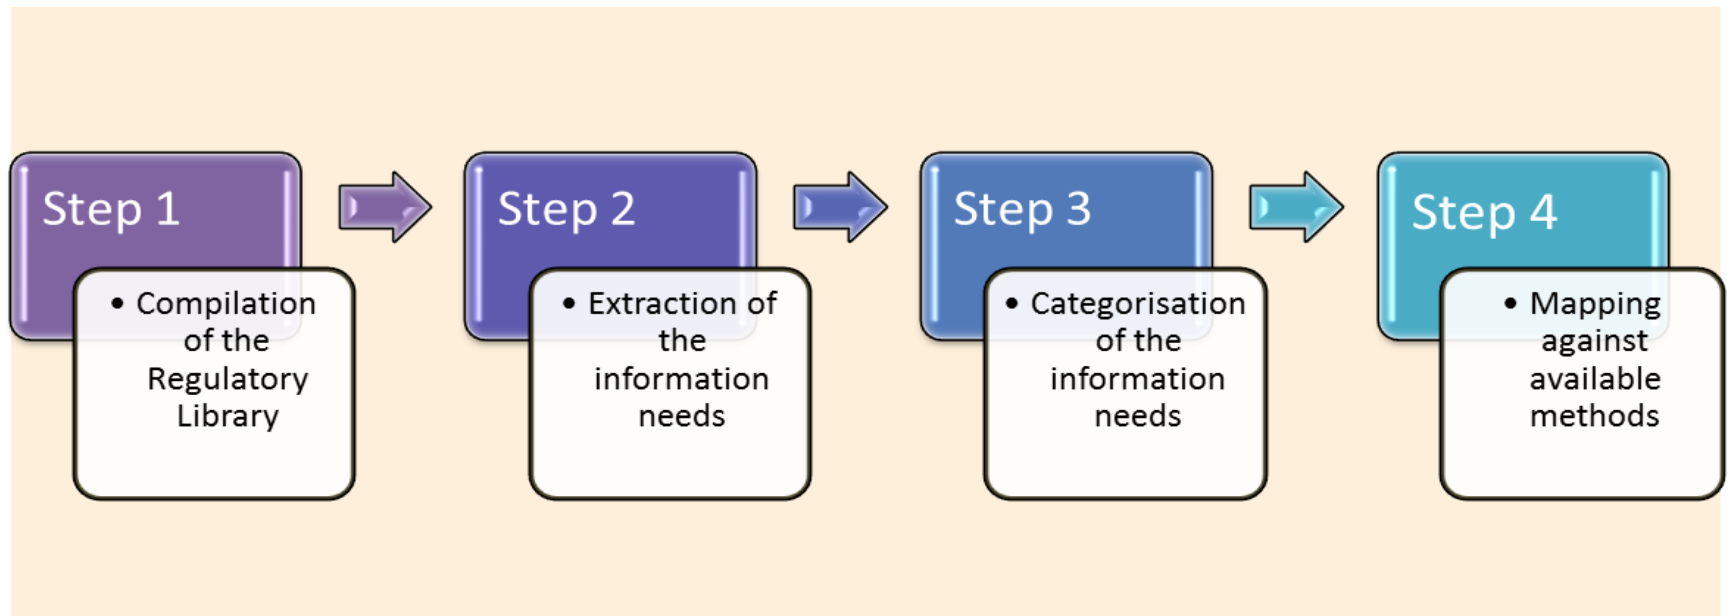 Step 1
• Compilation
of the
Regulatory
Library
Step 2
• Extraction of
the
information
needs
Step 3
• Categorisation
of the
information
needs
Step 4
• Mapping
against
available
methods